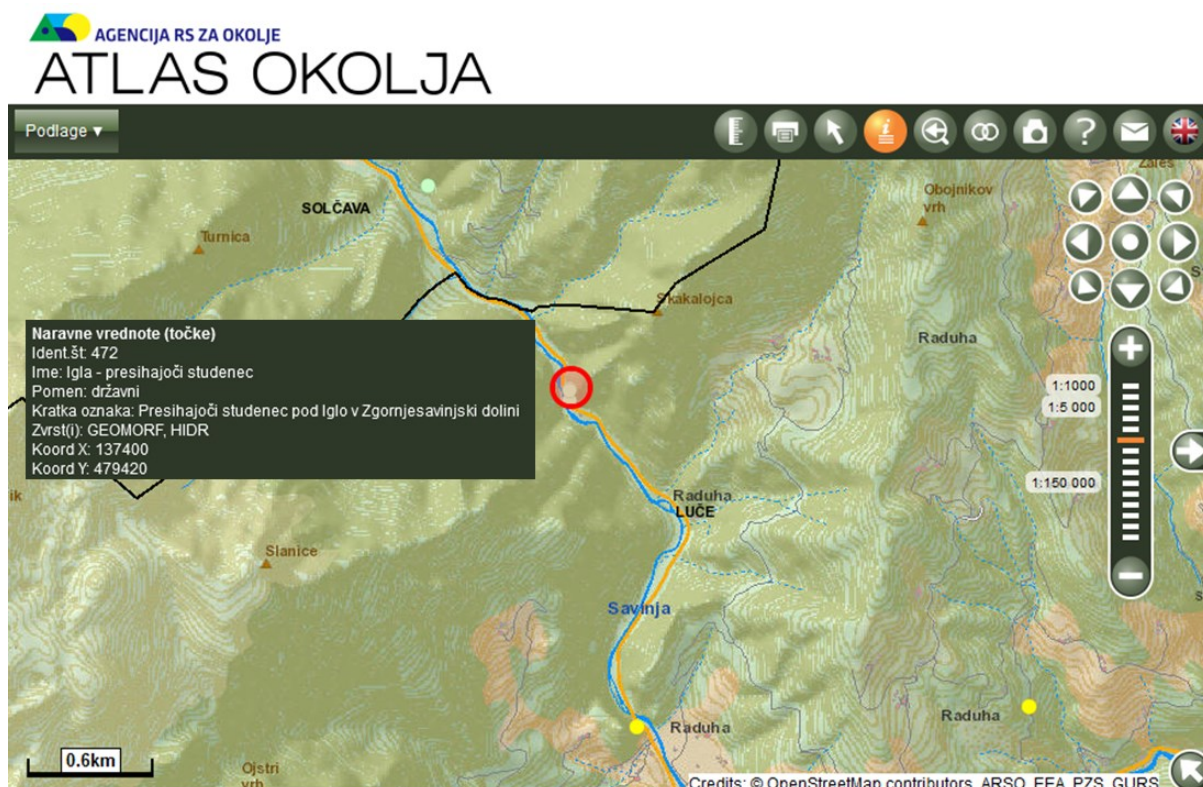 AGENCIJA RS ZA OKOLJE
ATLAS OKOLJA
Podlage ▼
i
?
Zales
SOLČAVA
Turnica
Obojnikov
vrh
Skakalojca
Raduha
Naravne vrednote (točke)
Ident.št: 472
Ime: Igla - presihajoči studenec
Pomen: državni
Kratka oznaka: Presihajoči studenec pod Iglo v Zgornjesavinjski dolini
Zvrst(i): GEOMORF, HIDR
Koord X: 137400
Koord Y: 479420
1:1000
1:5 000
1:150 000
ik
Raduha
LUČE
Slanice
Savinja
Raduha
Raduha
0.6km
Ojstri
vrh
Credits: © OpenStreetMap contributors, ARSO, EEA, PZS, GURS